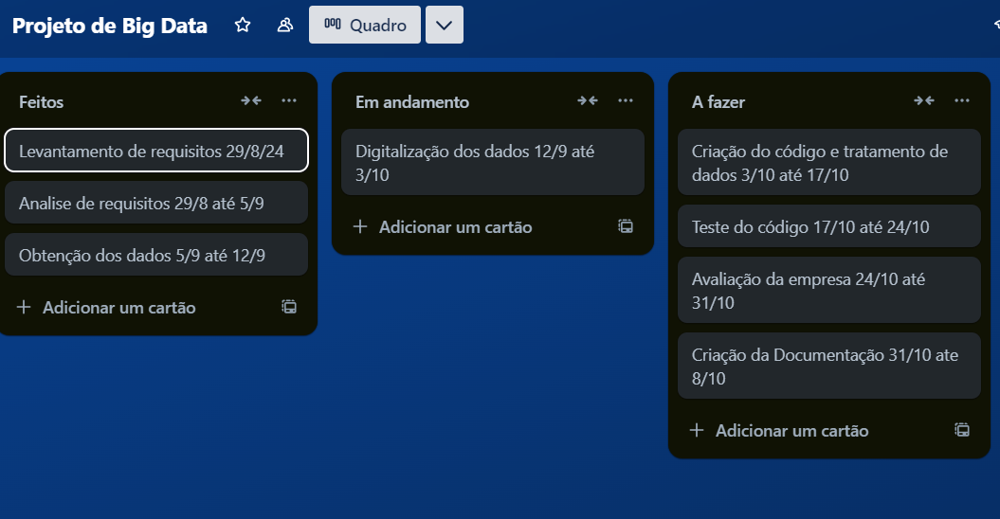 Projeto de Big Data
Quadro
Feitos
Levantamento de requisitos 29/8/24
Analise de requisitos 29/8 até 5/9
Obtenção dos dados 5/9 até 12/9
Adicionar um cartão
Em andamento
Digitalização dos dados 12/9 até
3/10
Adicionar um cartão
A fazer
Criação do código e tratamento de
dados 3/10 até 17/10
Teste do código 17/10 até 24/10
Avaliação da empresa 24/10 até
31/10
Criação da Documentação 31/10 ate
8/10
Adicionar um cartão